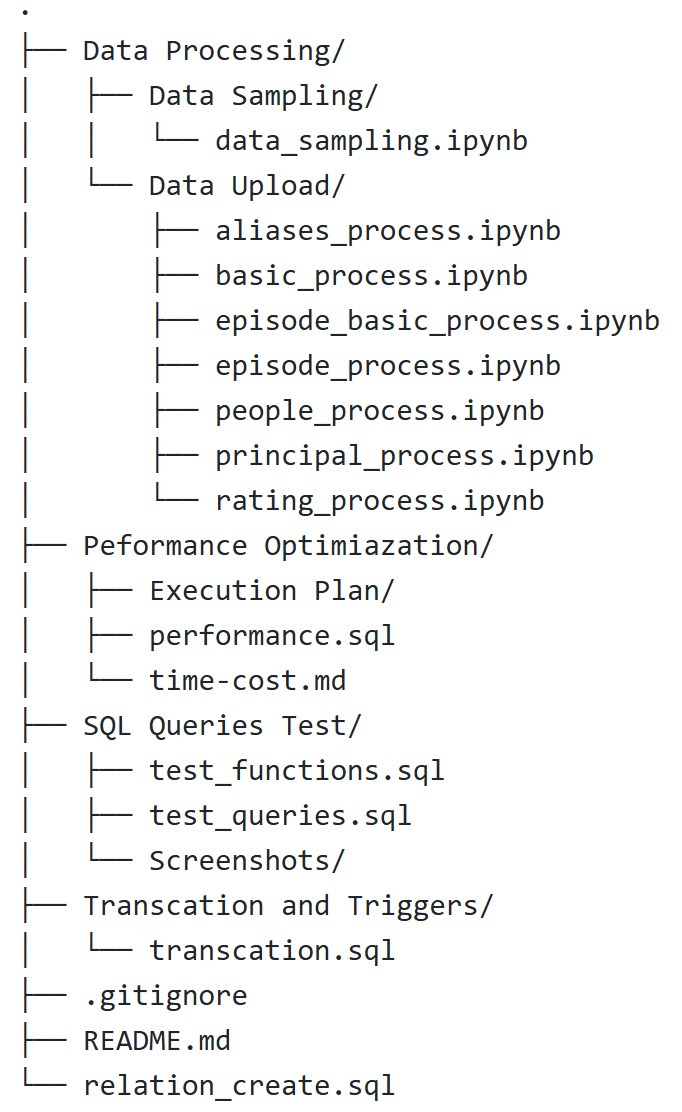 .
├── Data Processing/
│   ├── Data Sampling/
│   │   └── data_sampling.ipynb
│   └── Data Upload/
│       ├── aliases_process.ipynb
│       ├── basic_process.ipynb
│       ├── episode_basic_process.ipynb
│       ├── episode_process.ipynb
│       ├── people_process.ipynb
│       ├── principal_process.ipynb
│       └── rating_process.ipynb
├── Peformance Optimiazation/
│   ├── Execution Plan/
│   ├── performance.sql
│   └── time-cost.md
├── SQL Queries Test/
│   ├── test_functions.sql
│   ├── test_queries.sql
│   └── Screenshots/
├── Transcation and Triggers/
│   └── transcation.sql
├── .gitignore
├── README.md
└── relation_create.sql